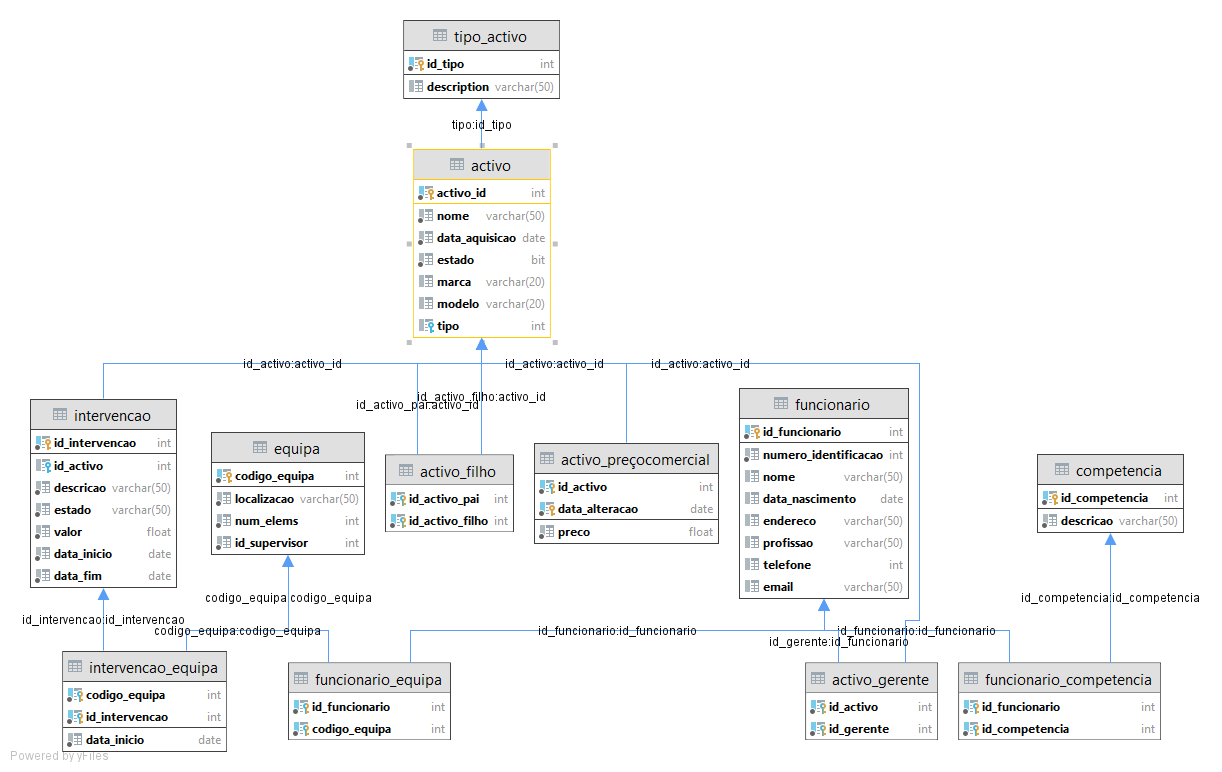 tipo_activo
id_tipo int
description varchar(50)
tipo:id_tipo
activo
activo_id int
nome varchar(50)
data_aquisicao date
estado bit
marca varchar(20)
modelo varchar(20)
tipo int
id_activo:activo_id
id_activo:activo_id
id_activo:activo_id
id_activo_filho:activo_id
id_activo_pai:activo_id
intervencao
id_intervencao int
id_activo int
descricao varchar(50)
estado varchar(50)
valor float
data_inicio date
data_fim date
equipa
codigo_equipa int
localizacao varchar(50)
num_elems int
id_supervisor int
activo_filho
id_activo_pai int
id_activo_filho int
activo_preçocomercial
id_activo int
data_alteracao date
preco float
funcionario
id_funcionario int
numero_identificacao int
nome varchar(50)
data_nascimento date
endereco varchar(50)
profissao varchar(50)
telefone int
email varchar(50)
competencia
id_competencia int
descricao varchar(50)
codigo_equipa:codigo_equipa
id_competencia:id_competencia
id_intervencao:id_intervencao
codigo_equipa:codigo_equipa
id_funcionario:id_funcionario
id_funcionario:id_funcionario
id_gerente:id_funcionario
intervencao_equipa
codigo_equipa int
id_intervencao int
data_inicio date
funcionario_equipa
id_funcionario int
codigo_equipa int
activo_gerente
id_activo int
id_gerente int
funcionario_competencia
id_funcionario int
id_competencia int
Powered by yFiles